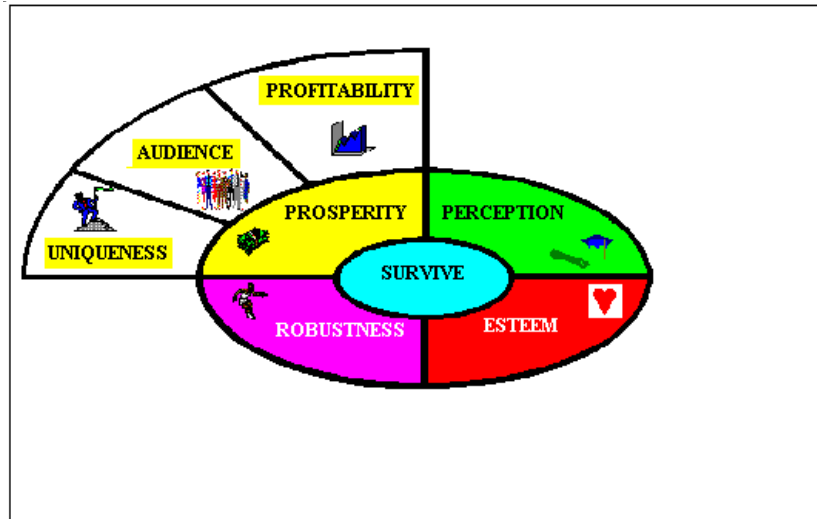 PROFITABILITY
AUDIENCE
UNIQUENESS
PROSPERITY
PERCEPTION
SURVIVE
ROBUSTNESS
ESTEEM